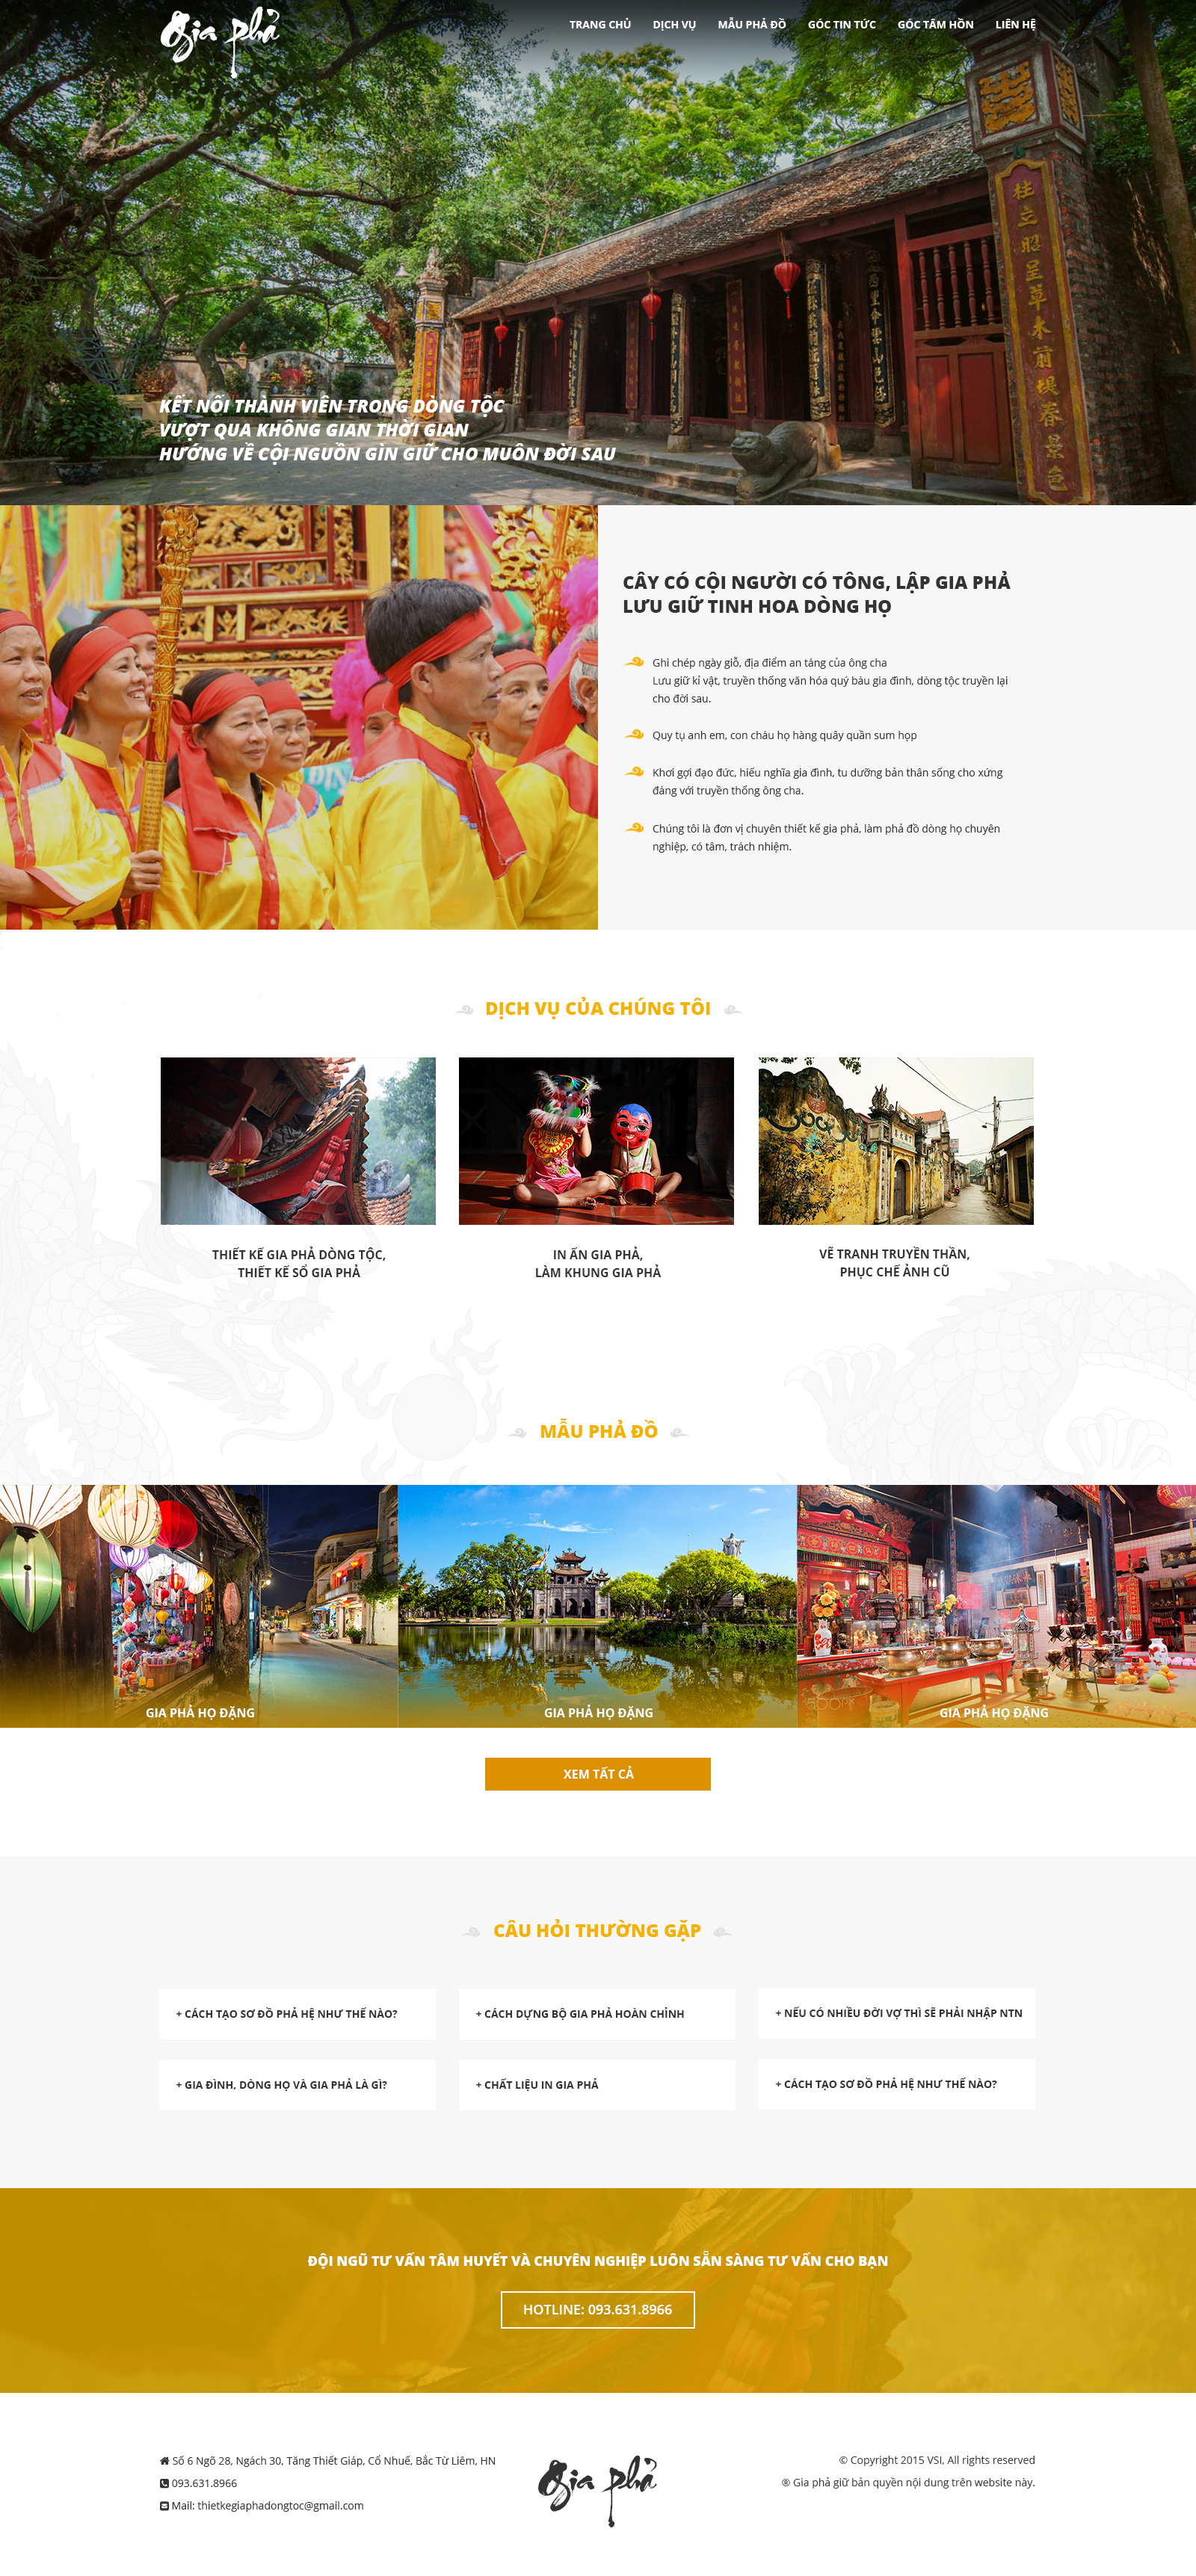 Gia phả
TRANG CHỦ DỊCH VỤ MẪU PHẢ ĐỒ GÓC TIN TỨC GÓC TÂM HỒN LIÊN HỆ
桂立昭呈草木前堤春景
KẾT NỐI THÀNH VIÊN TRONG DÒNG TỘC
VƯỢT QUA KHÔNG GIAN THỜI GIAN
HƯỚNG VỀ CỘI NGUỒN GÌN GIỮ CHO MUÔN ĐỜI SAU
CÂY CÓ CỘI NGƯỜI CÓ TÔNG, LẬP GIA PHẢ
LƯU GIỮ TINH HOA DÒNG HỌ
Ghi chép ngày giỗ, địa điểm an táng của ông cha
Lưu giữ kỉ vật, truyền thống văn hóa quý báu gia đình, dòng tộc truyền lại
cho đời sau.
Quy tụ anh em, con cháu họ hàng quây quần sum họp
Khơi gợi đạo đức, hiếu nghĩa gia đình, tu dưỡng bản thân sống cho xứng
đáng với truyền thống ông cha.
Chúng tôi là đơn vị chuyên thiết kế gia phả, làm phả đồ dòng họ chuyên
nghiệp, có tâm, trách nhiệm.
DỊCH VỤ CỦA CHÚNG TÔI
THIẾT KẾ GIA PHẢ DÒNG TỘC,
THIẾT KẾ SỔ GIA PHẢ
IN ẤN GIA PHẢ,
LÀM KHUNG GIA PHẢ
VẼ TRANH TRUYỀN THẦN,
PHỤC CHẾ ẢNH CŨ
MẪU PHẢ ĐỒ
GIA PHẢ HỌ ĐẶNG
GIA PHẢ HỌ ĐẶNG
GIA PHẢ HỌ ĐẶNG
XEM TẤT CẢ
CÂU HỎI THƯỜNG GẶP
+ CÁCH TẠO SƠ ĐỒ PHẢ HỆ NHƯ THẾ NÀO?
+ CÁCH DỰNG BỘ GIA PHẢ HOÀN CHỈNH
+ NẾU CÓ NHIỀU ĐỜI VỢ THÌ SẼ PHẢI NHẬP NTN
+ GIA ĐÌNH, DÒNG HỌ VÀ GIA PHẢ LÀ GÌ?
+ CHẤT LIỆU IN GIA PHẢ
+ CÁCH TẠO SƠ ĐỒ PHẢ HỆ NHƯ THẾ NÀO?
ĐỘI NGŨ TƯ VẤN TÂM HUYẾT VÀ CHUYÊN NGHIỆP LUÔN SẴN SÀNG TƯ VẤN CHO BẠN
HOTLINE: 093.631.8966
Số 6 Ngõ 28, Ngách 30, Tăng Thiết Giáp, Cổ Nhuế, Bắc Từ Liêm, HN
093.631.8966
Mail: thietkegiaphadongtoc@gmail.com
Gia phả
© Copyright 2015 VSI, All rights reserved
® Gia phả giữ bản quyền nội dung trên website này.